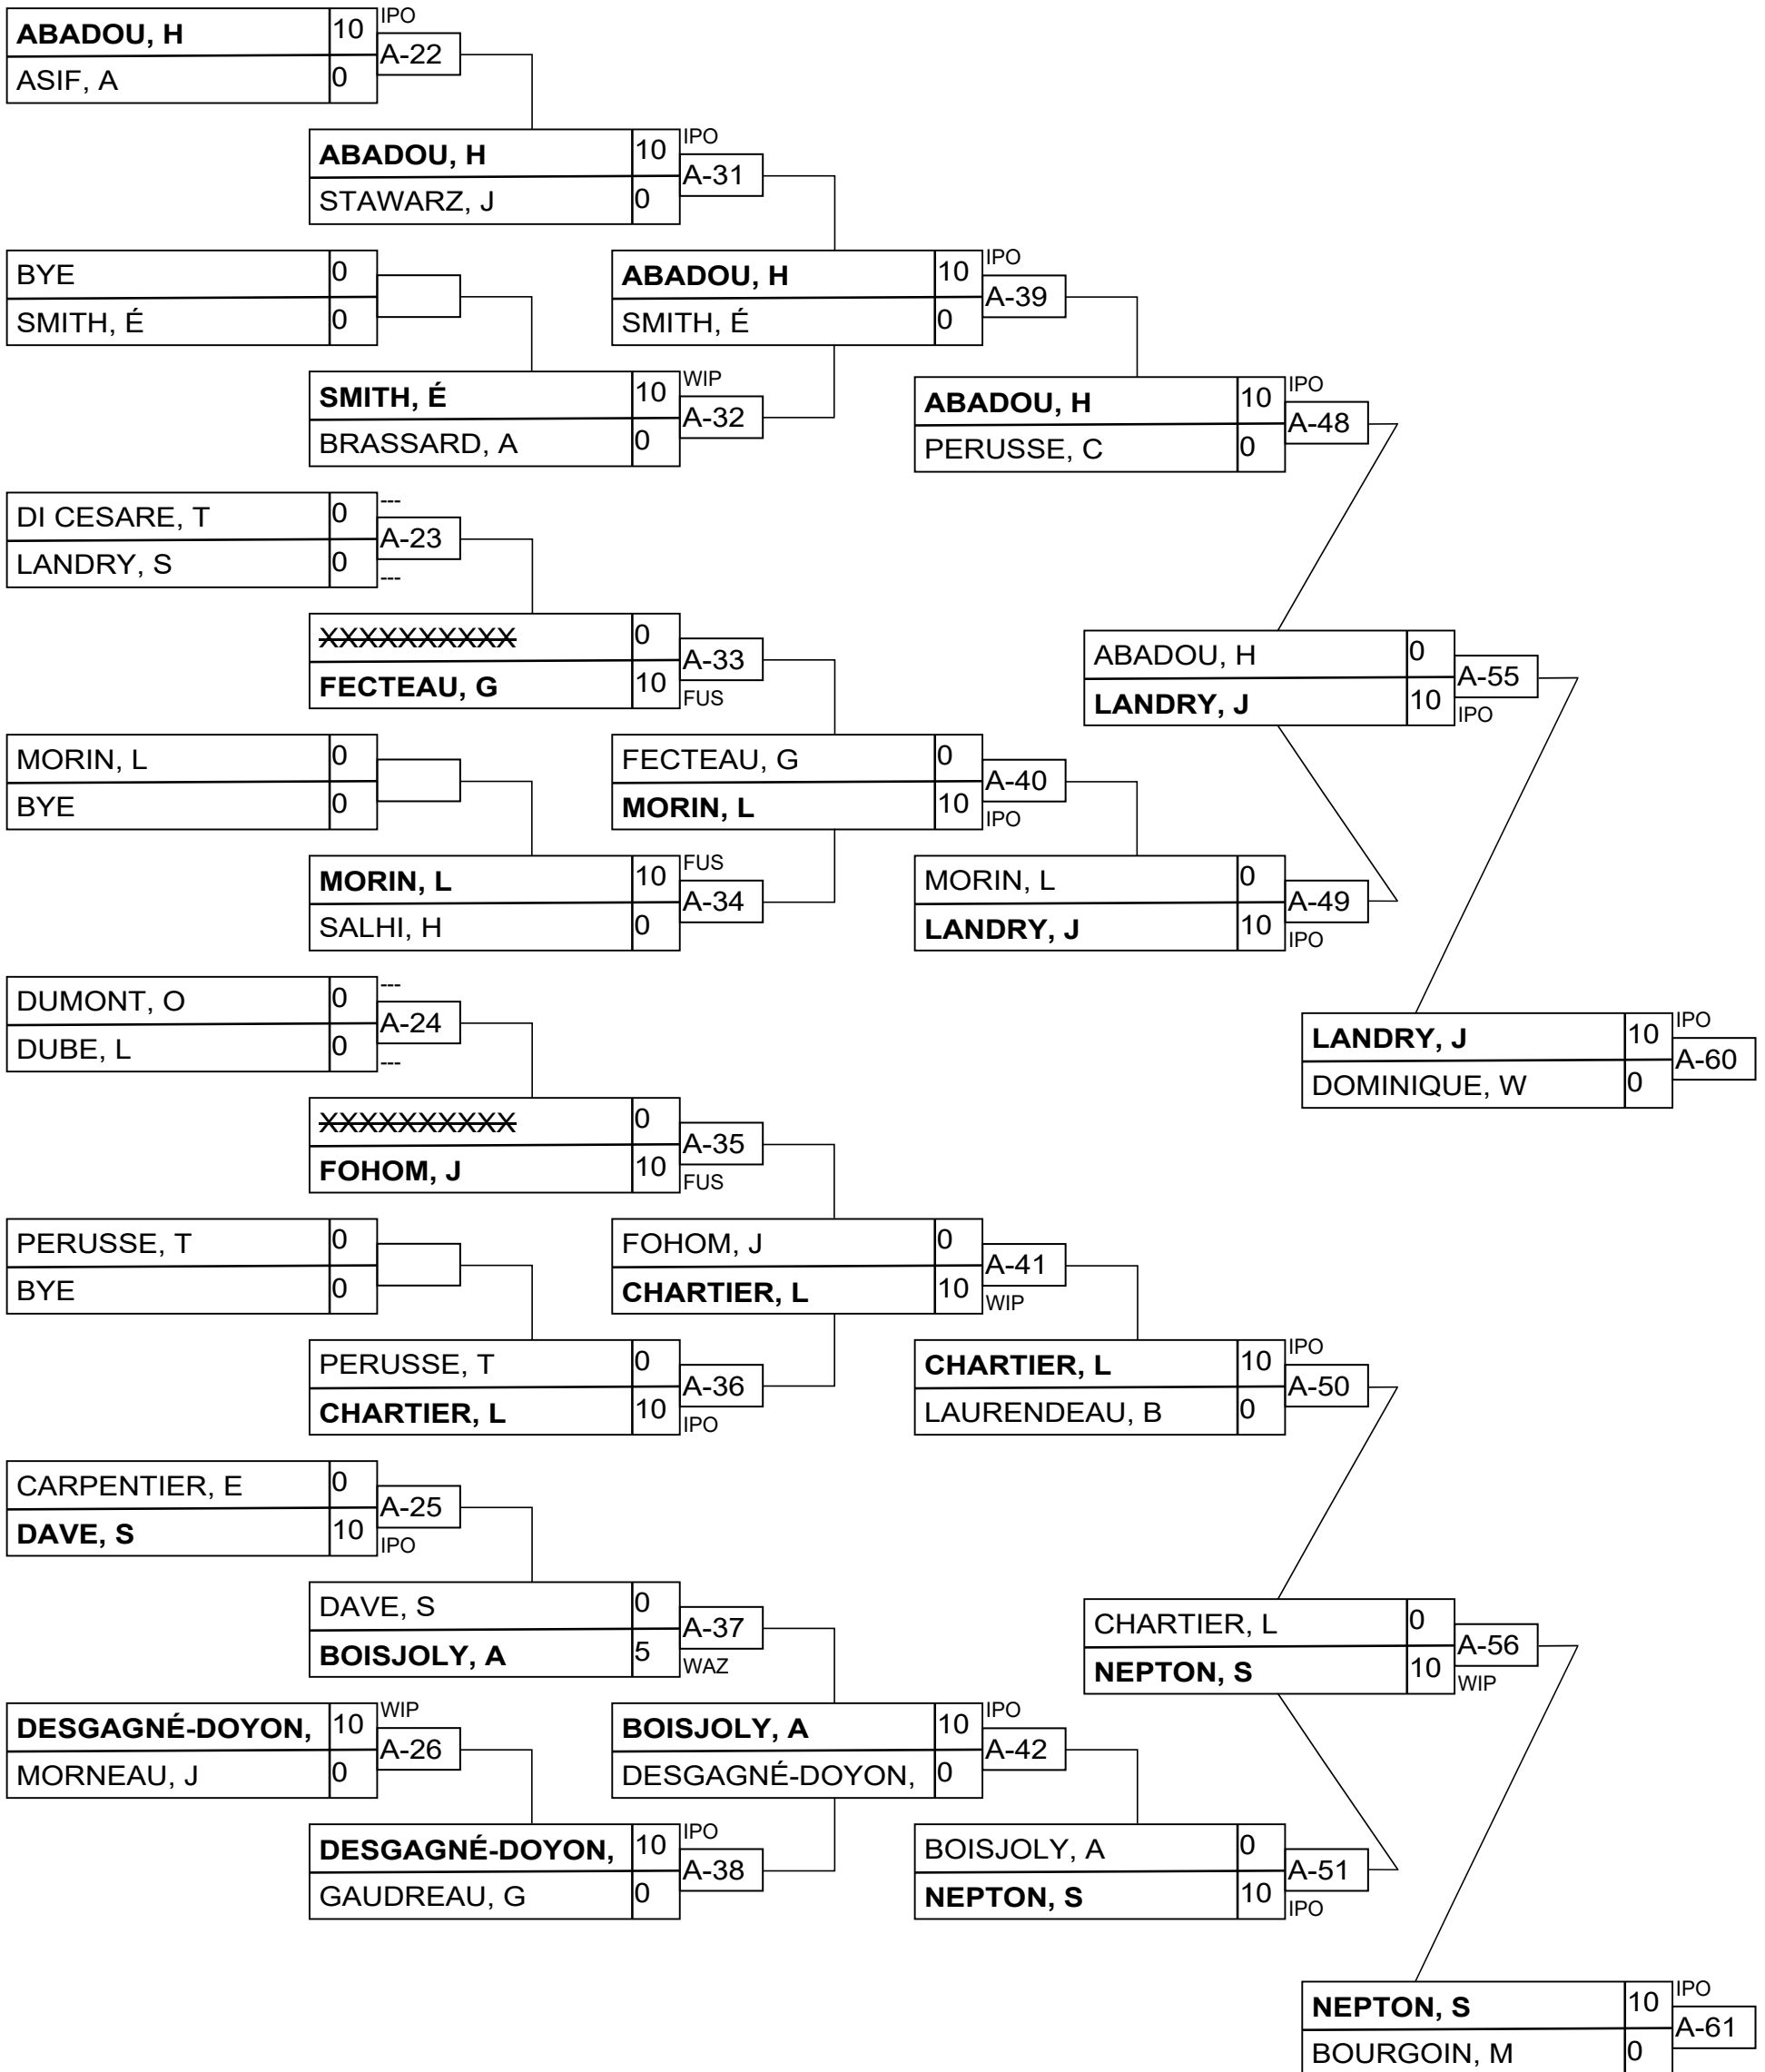 ABADOU, H 10 IPO
A-22
ASIF, A 0
ABADOU, H 10 IPO
A-31
STAWARZ, J 0
BYE 0
SMITH, É 0
ABADOU, H 10 IPO
A-39
SMITH, É 0
SMITH, É 10 WIP
A-32
BRASSARD, A 0
ABADOU, H 10 IPO
A-48
PERUSSE, C 0
DI CESARE, T 0 ---
A-23
LANDRY, S 0 ---
XXXXXXXXXX 0
A-33
FECTEAU, G 10 FUS
ABADOU, H 0
A-55
LANDRY, J 10 IPO
MORIN, L 0
BYE 0
FECTEAU, G 0
A-40
MORIN, L 10 IPO
MORIN, L 10 FUS
A-34
SALHI, H 0
MORIN, L 0
A-49
LANDRY, J 10 IPO
DUMONT, O 0 ---
A-24
DUBE, L 0 ---
LANDRY, J 10 IPO
A-60
DOMINIQUE, W 0
XXXXXXXXXX 0
A-35
FOHOM, J 10 FUS
PERUSSE, T 0
BYE 0
FOHOM, J 0
A-41
CHARTIER, L 10 WIP
PERUSSE, T 0
A-36
CHARTIER, L 10 IPO
CHARTIER, L 10 IPO
A-50
LAURENDEAU, B 0
CARPENTIER, E 0
A-25
DAVE, S 10 IPO
DAVE, S 0
A-37
BOISJOLY, A 5 WAZ
CHARTIER, L 0
A-56
NEPTON, S 10 WIP
DESGAGNÉ-DOYON, 10 WIP
A-26
MORNEAU, J 0
BOISJOLY, A 10 IPO
A-42
DESGAGNÉ-DOYON, 0
DESGAGNÉ-DOYON, 10 IPO
A-38
GAUDREAU, G 0
BOISJOLY, A 0
A-51
NEPTON, S 10 IPO
NEPTON, S 10 IPO
A-61
BOURGOIN, M 0